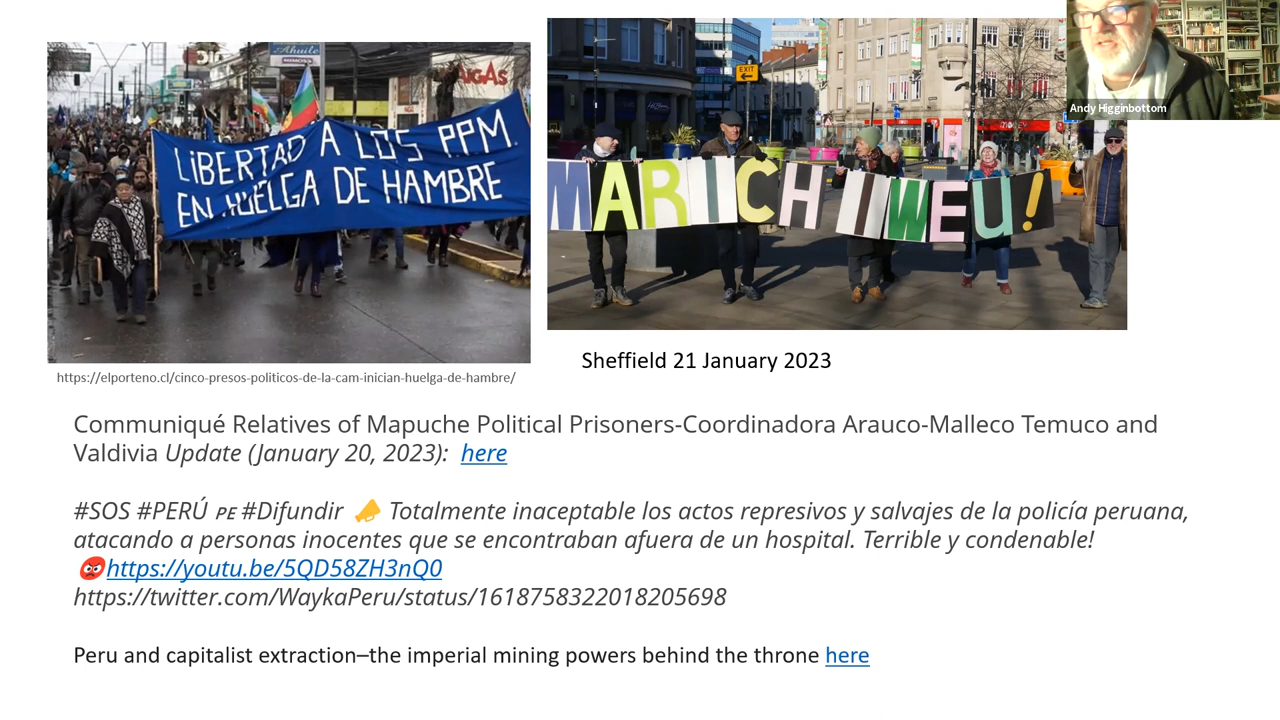 Ahuile
AiGAS
LiBERTAD A LOS P.P.M.
EN HUELGA DE HAMBRE
EXIT
MARICHIWEU!
Andy Higginbottom
https://elporteno.cl/cinco-presos-politicos-de-la-cam-inician-huelga-de-hambre/
Sheffield 21 January 2023
Communiqué Relatives of Mapuche Political Prisoners-Coordinadora Arauco-Malleco Temuco and
Valdivia Update (January 20, 2023): here
#SOS #PERÚ ᴘᴇ #Difundir 📣 Totalmente inaceptable los actos represivos y salvajes de la policía peruana,
atacando a personas inocentes que se encontraban afuera de un hospital. Terrible y condenable!
😡https://youtu.be/5QD58ZH3nQ0
https://twitter.com/WaykaPeru/status/1618758322018205698
Peru and capitalist extraction–the imperial mining powers behind the throne here